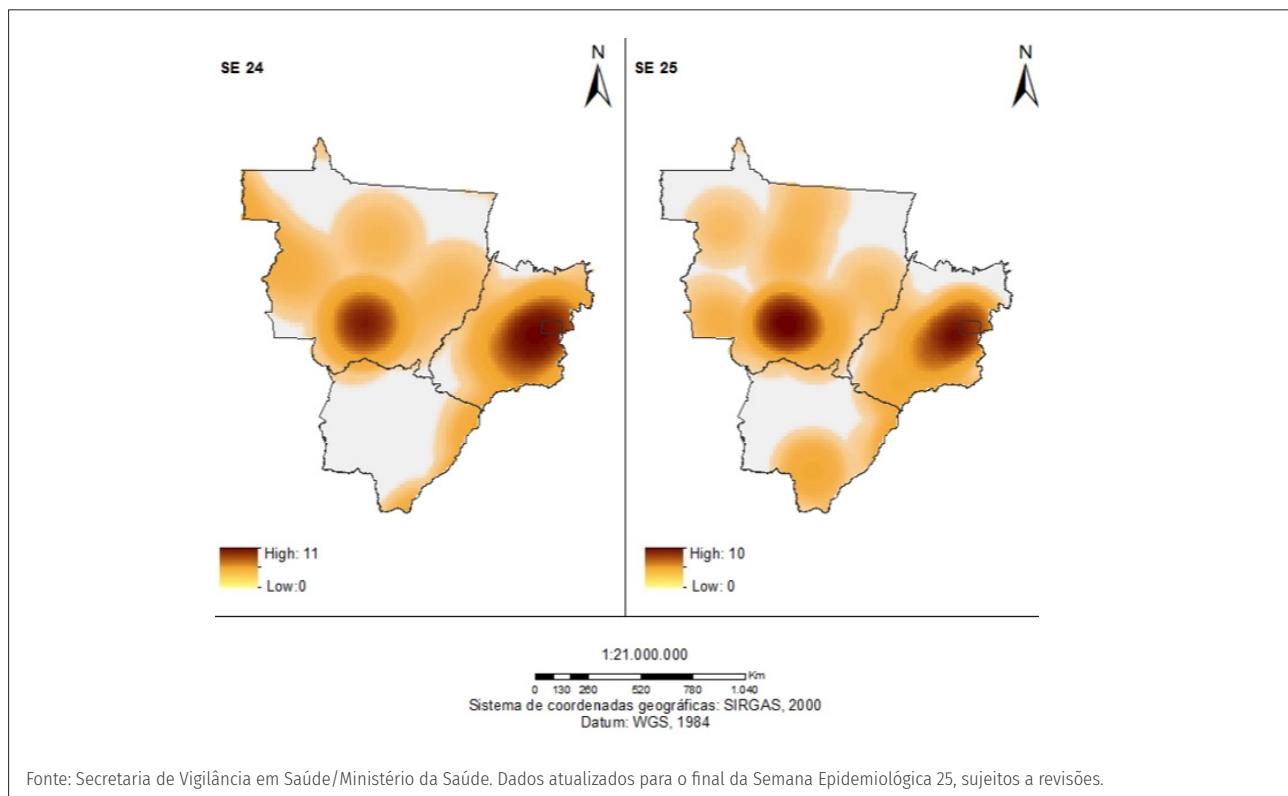 SE 24
N
High: 11
Low:0
SE 25
N
High: 10
Low: 0
1:21.000.000
Km
0 130 260 520 780 1.040
Sistema de coordenadas geográficas: SIRGAS, 2000
Datum: WGS, 1984
Fonte: Secretaria de Vigilância em Saúde/Ministério da Saúde. Dados atualizados para o final da Semana Epidemiológica 25, sujeitos a revisões.